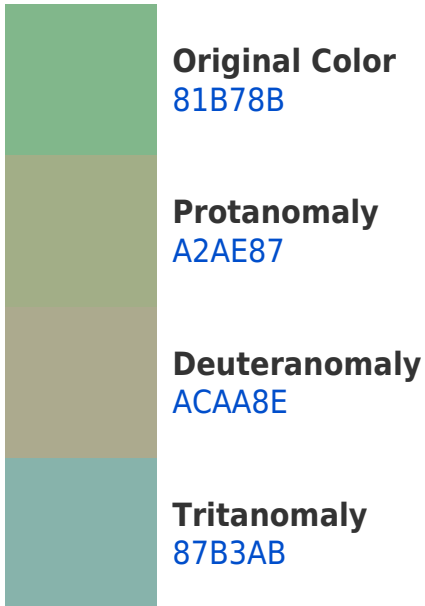 Original Color
81B78B
Protanomaly
A2AE87
Deuteranomaly
ACAA8E
Tritanomaly
87B3AB